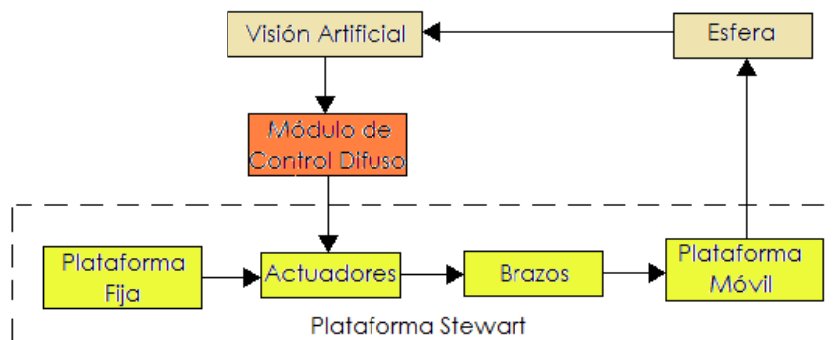 Visión Artificial
Esfera
Módulo de
Control Difuso
Plataforma
Fija
Actuadores
Brazos
Plataforma
Móvil
Plataforma Stewart